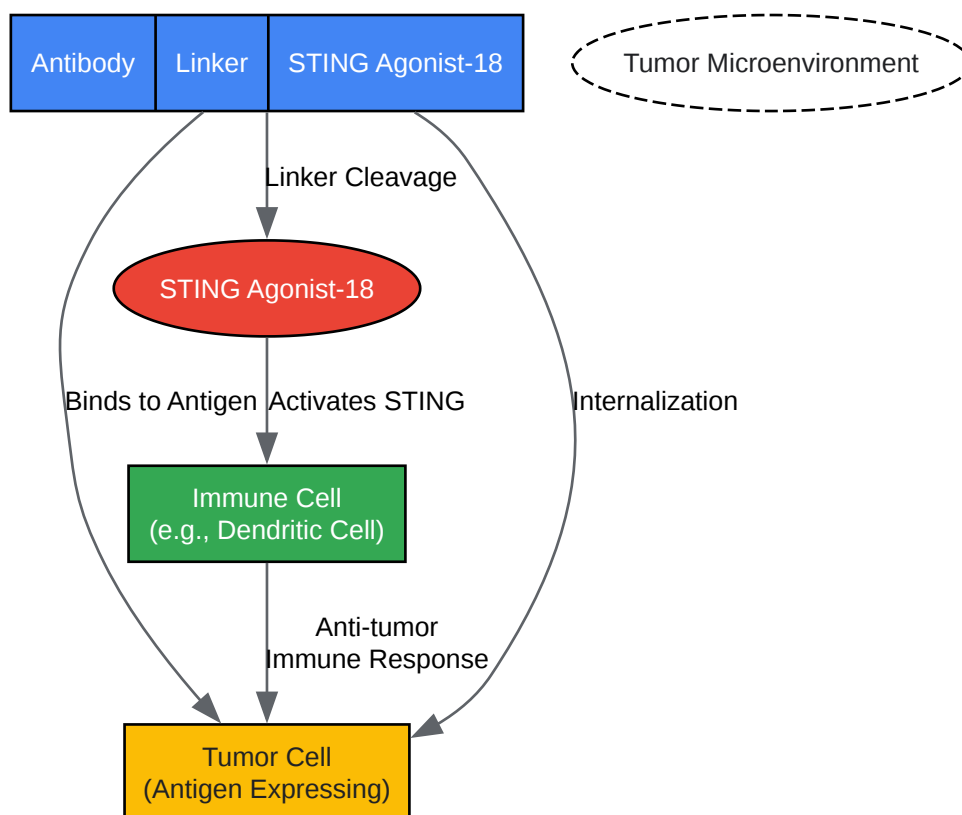 Antibody
Linker
STING Agonist-18
Tumor Microenvironment
Linker Cleavage
STING Agonist-18
Binds to Antigen
Activates STING
Internalization
Immune Cell
(e.g., Dendritic Cell)
Anti-tumor
Immune Response
Tumor Cell
(Antigen Expressing)